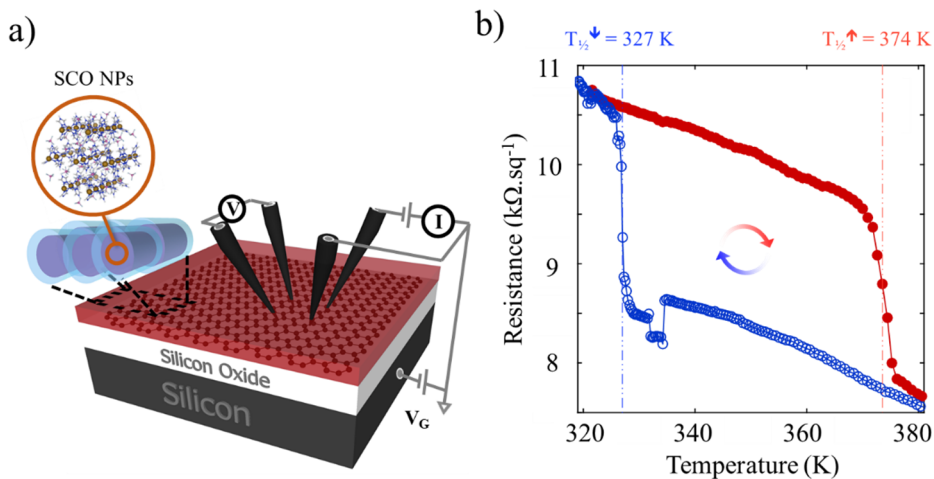 a)
SCO NPs
V
I
Silicon Oxide
Silicon
V_G
b)
T½↓ = 327 K
T½↑ = 374 K
11
10
9
8
Resistance (kΩ.sq⁻¹)
320
340
360
380
Temperature (K)